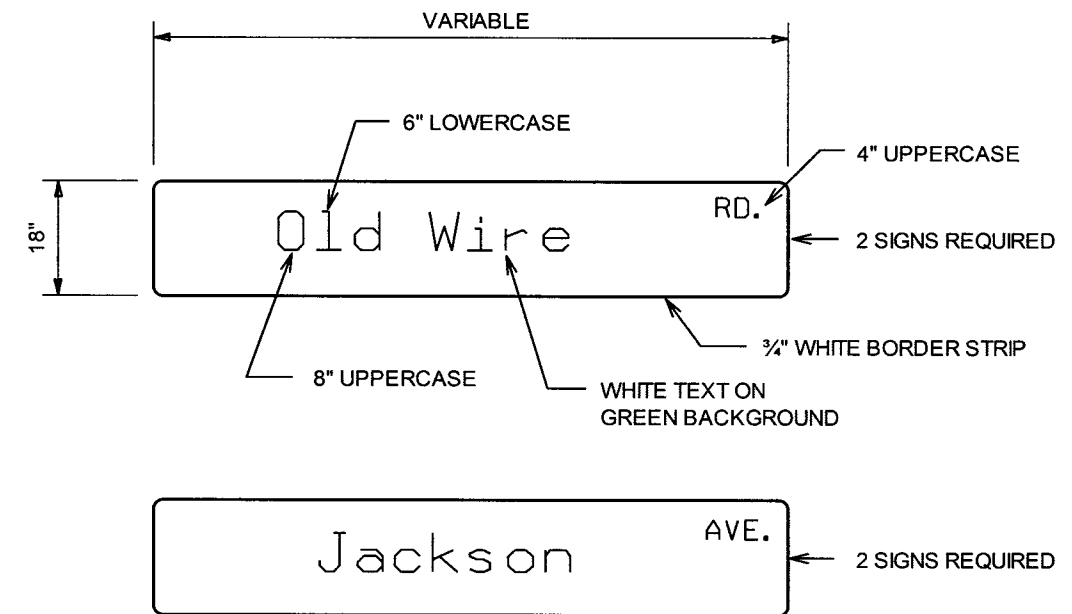 VARIABLE
6" LOWERCASE
4" UPPERCASE
18"
Old Wire RD.
2 SIGNS REQUIRED
¾" WHITE BORDER STRIP
8" UPPERCASE
WHITE TEXT ON
GREEN BACKGROUND
Jackson AVE.
2 SIGNS REQUIRED